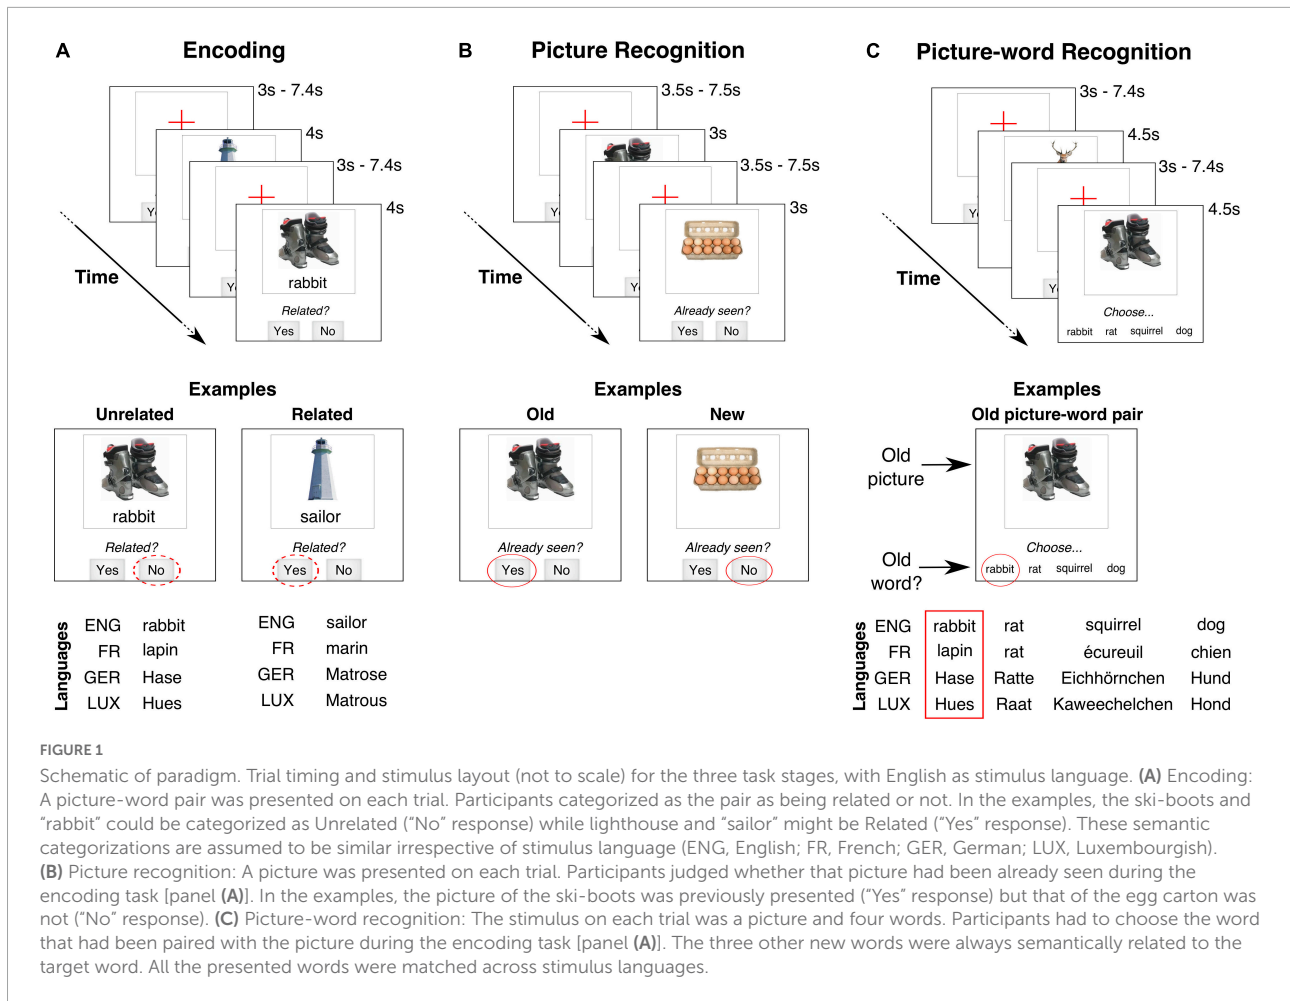 A Encoding
3s - 7.4s
4s
3s - 7.4s
4s
Ye
Ye
rabbit
Related?
Yes No
Time
B Picture Recognition
3.5s - 7.5s
3s
3.5s - 7.5s
3s
Ye
Ye
Already seen?
Yes No
Time
C Picture-word Recognition
3s - 7.4s
4.5s
3s - 7.4s
4.5s
Y
Y
Choose...
rabbit rat squirrel dog
Time
Examples
Unrelated Related
rabbit
Related?
Yes No
sailor
Related?
Yes No
Languages
ENG rabbit
FR lapin
GER Hase
LUX Hues
ENG sailor
FR marin
GER Matrose
LUX Matrous
Examples
Old New
Already seen?
Yes No
Already seen?
Yes No
Examples
Old picture-word pair
Old
picture
Old
word?
Choose...
rabbit rat squirrel dog
Languages
ENG rabbit rat squirrel dog
FR lapin rat écureuil chien
GER Hase Ratte Eichhörnchen Hund
LUX Hues Raat Kaweechelchen Hond
FIGURE 1
Schematic of paradigm. Trial timing and stimulus layout (not to scale) for the three task stages, with English as stimulus language. (A) Encoding:
A picture-word pair was presented on each trial. Participants categorized as the pair as being related or not. In the examples, the ski-boots and
"rabbit" could be categorized as Unrelated ("No" response) while lighthouse and "sailor" might be Related ("Yes" response). These semantic
categorizations are assumed to be similar irrespective of stimulus language (ENG, English; FR, French; GER, German; LUX, Luxembourgish).
(B) Picture recognition: A picture was presented on each trial. Participants judged whether that picture had been already seen during the
encoding task [panel (A)]. In the examples, the picture of the ski-boots was previously presented ("Yes" response) but that of the egg carton was
not ("No" response). (C) Picture-word recognition: The stimulus on each trial was a picture and four words. Participants had to choose the word
that had been paired with the picture during the encoding task [panel (A)]. The three other new words were always semantically related to the
target word. All the presented words were matched across stimulus languages.